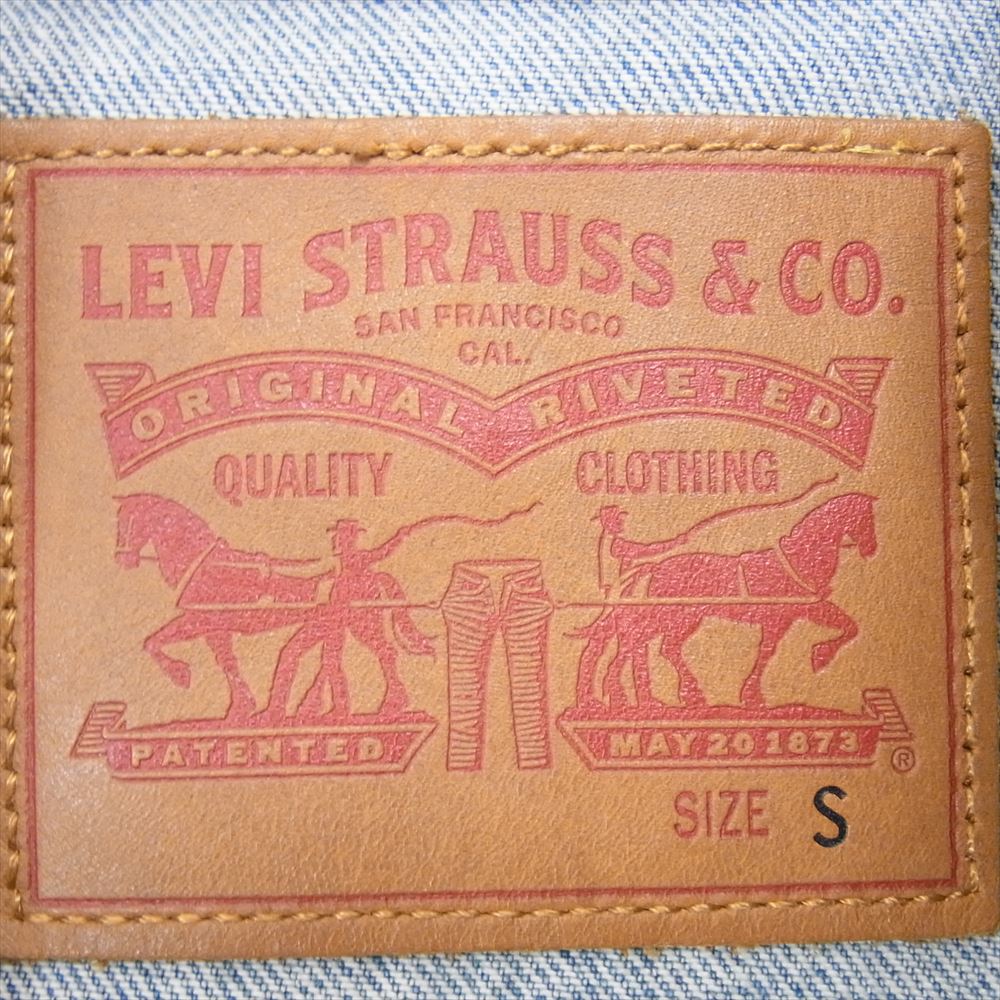 LEVI STRAUSS & CO.
SAN FRANCISCO
CAL.
ORIGINAL RIVETED
QUALITY CLOTHING
PATENTED MAY 20 1873 ®
SIZE S